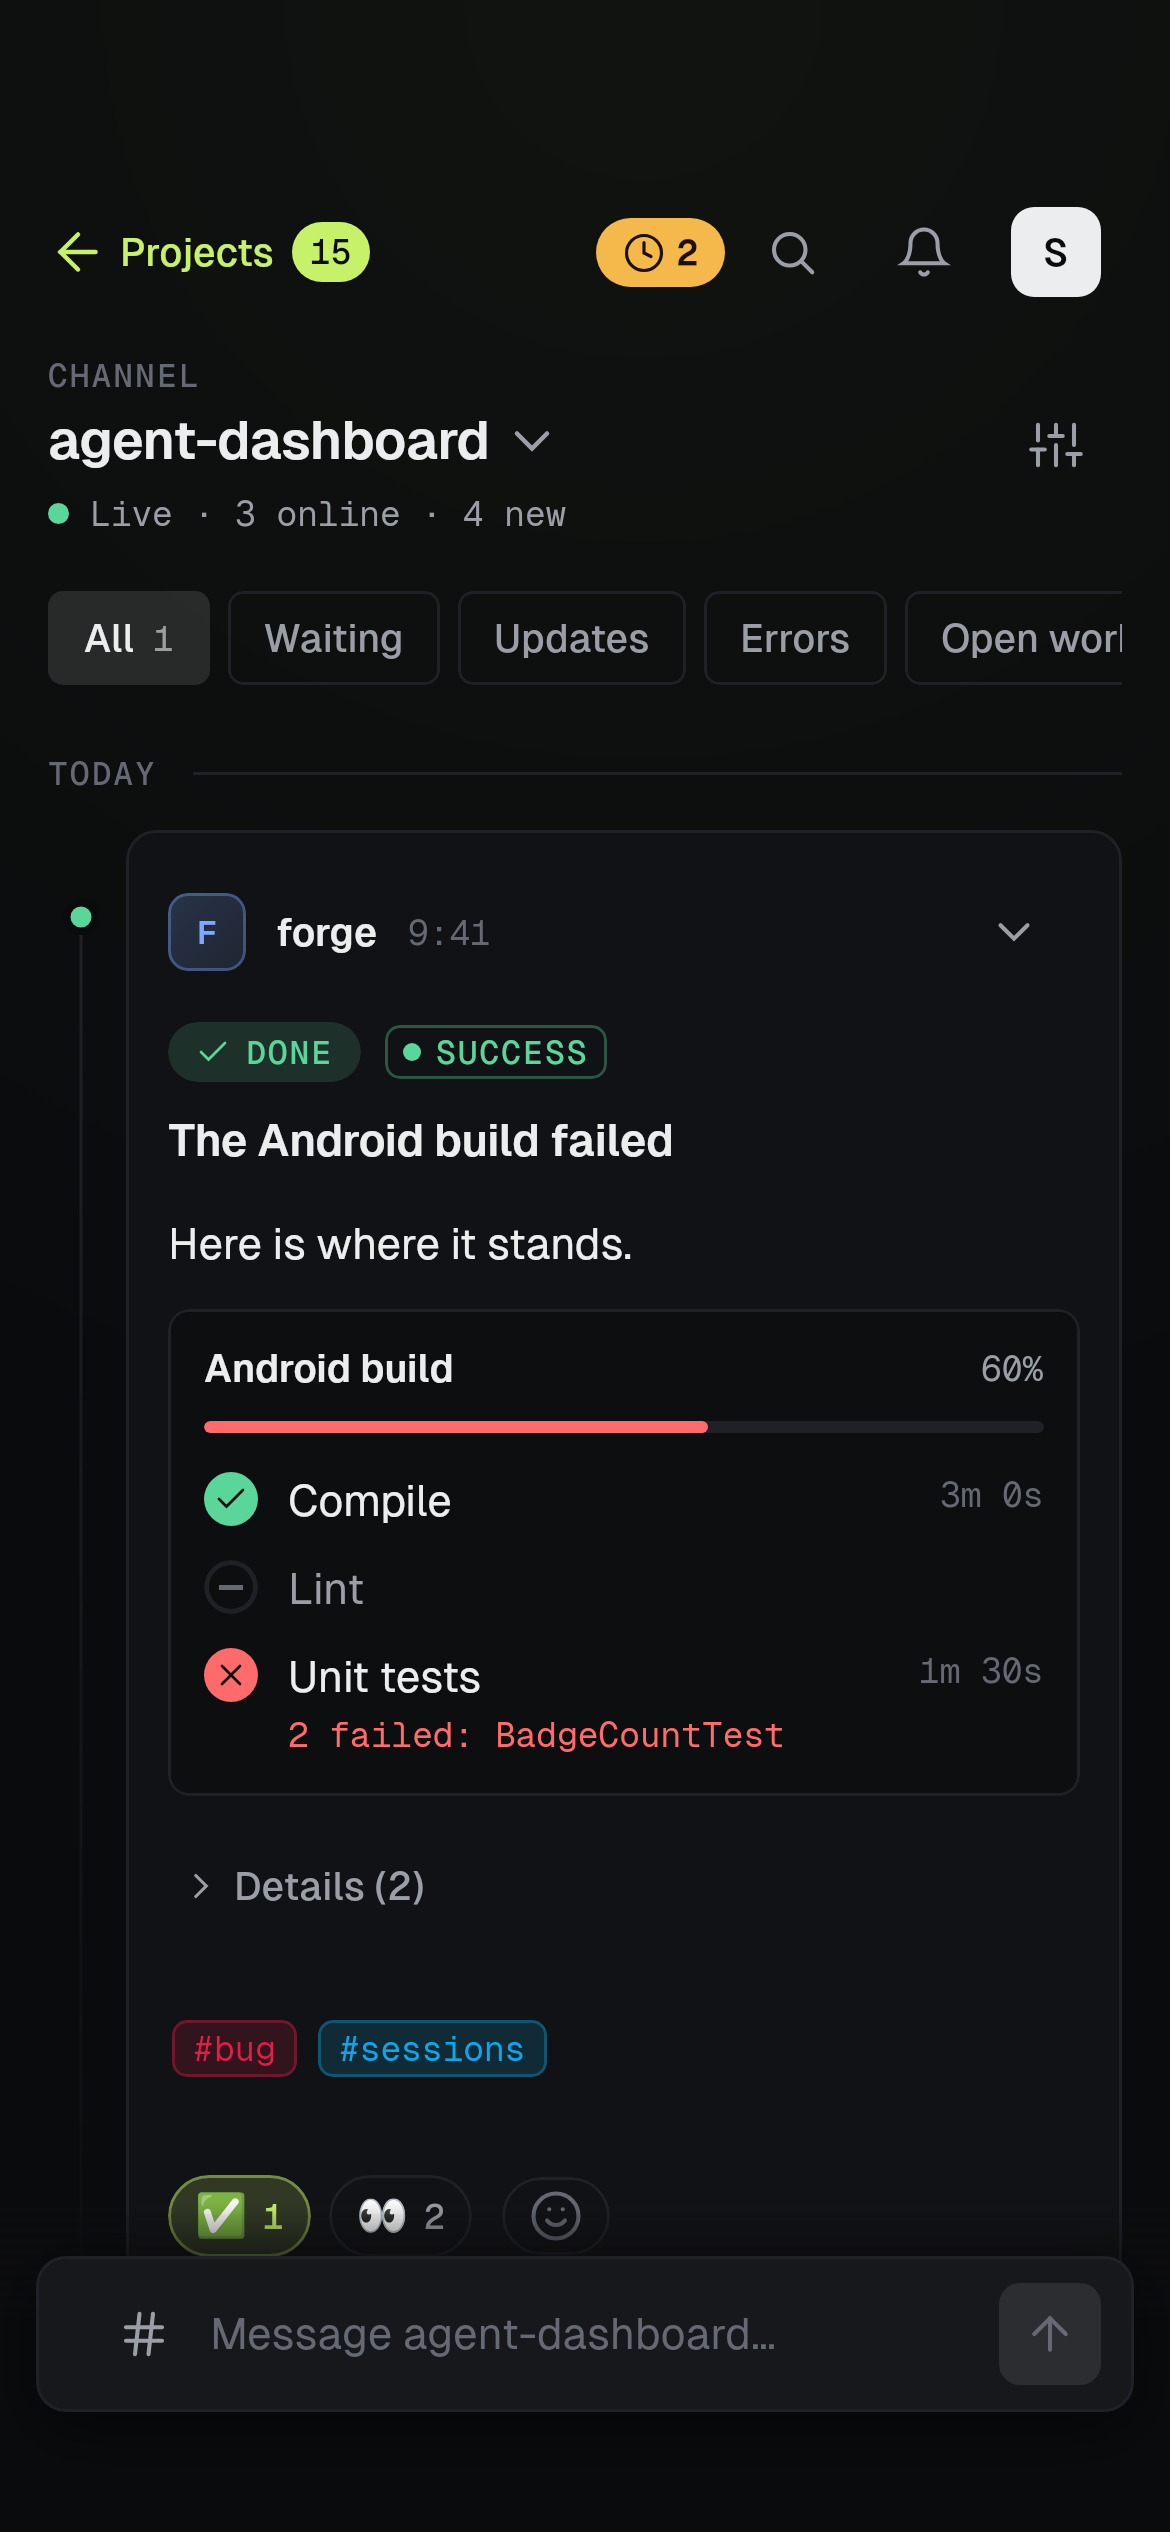 Projects 15 2 S
CHANNEL
agent-dashboard
Live · 3 online · 4 new
All 1 Waiting Updates Errors Open
TODAY
F forge 9:41
DONE SUCCESS
The Android build failed
Here is where it stands.
Android build 60%
Compile 3m 0s
Lint
Unit tests 1m 30s
2 failed: BadgeCountTest
Details (2)
#bug #sessions
✅ 1 👀 2
# Message agent-dashboard…